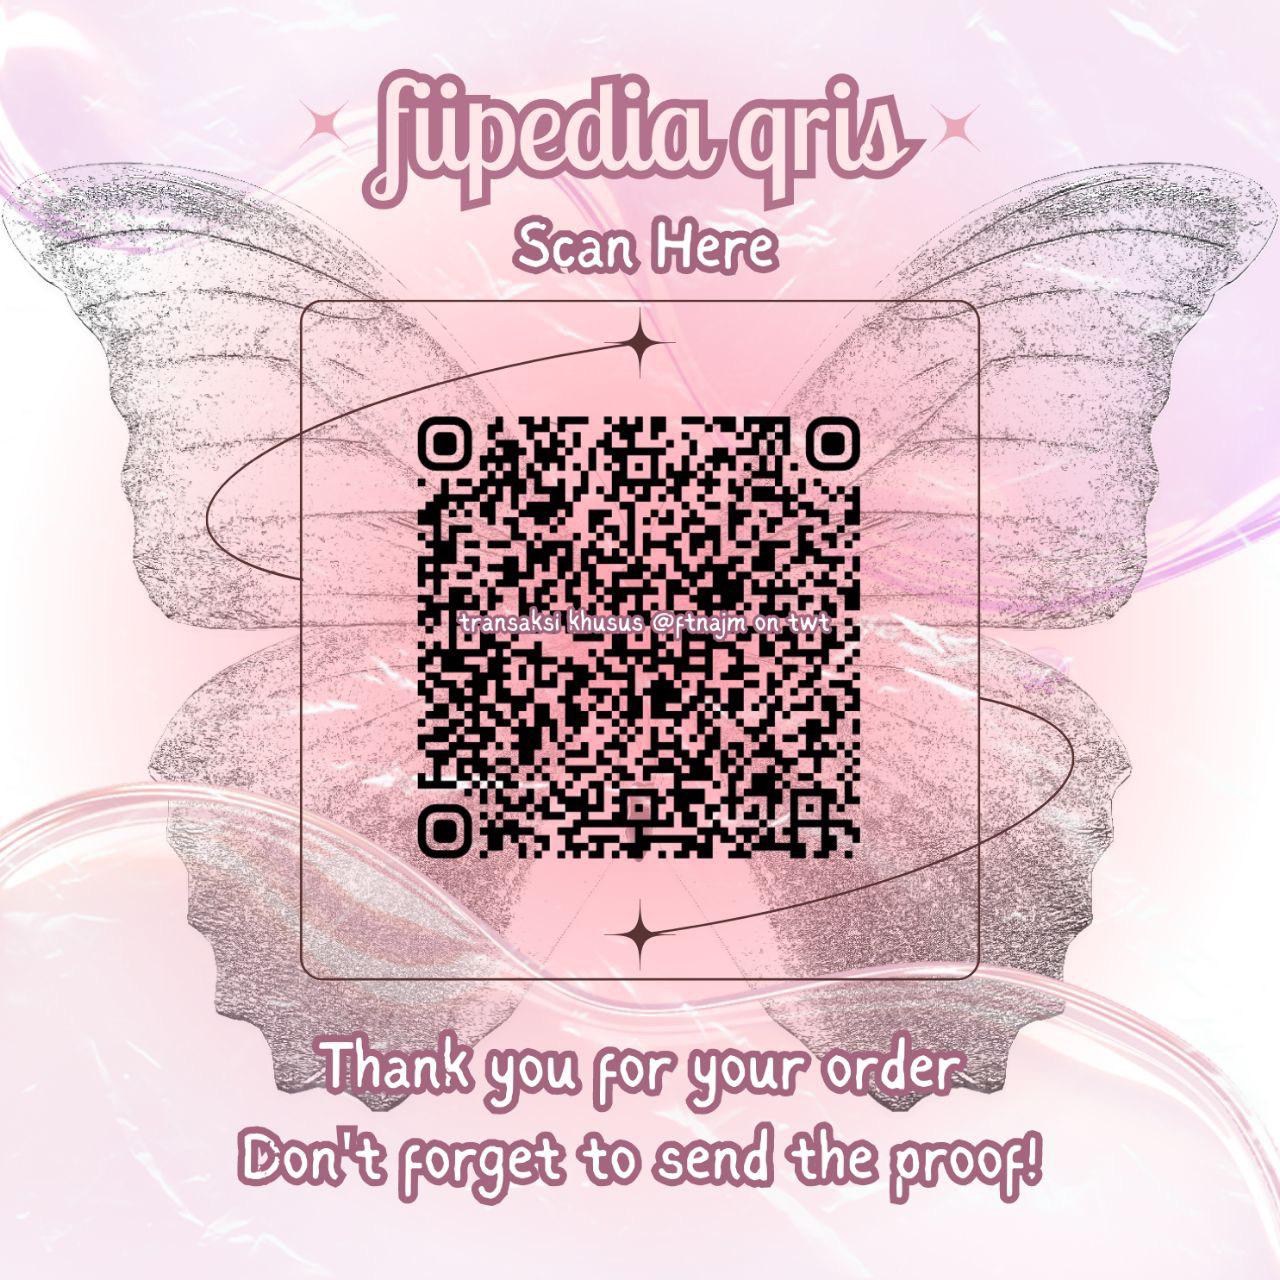 fiipedia qris
Scan Here
transaksi khusus @ftnajm on twt
Thank you for your order
Don't forget to send the proof!